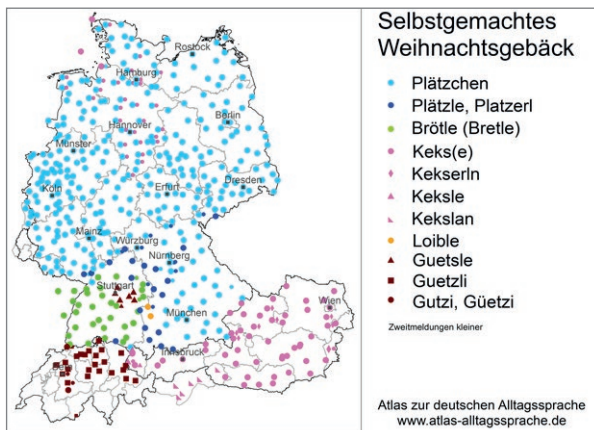 Selbstgemachtes
Weihnachtsgebäck
Plätzchen
Plätzle, Platzerl
Brötle (Bretle)
Keks(e)
Kekserln
Keksle
Kekslan
Loible
Guetsle
Guetzli
Gutzi, Güetzi
Zweitmeldungen kleiner
Atlas zur deutschen Alltagssprache
www.atlas-alltagssprache.de
Rostock
Hamburg
Hannover
Berlin
Münster
Köln
Erfurt
Dresden
Mainz
Würzburg
Nürnberg
Stuttgart
München
Wien
Innsbruck